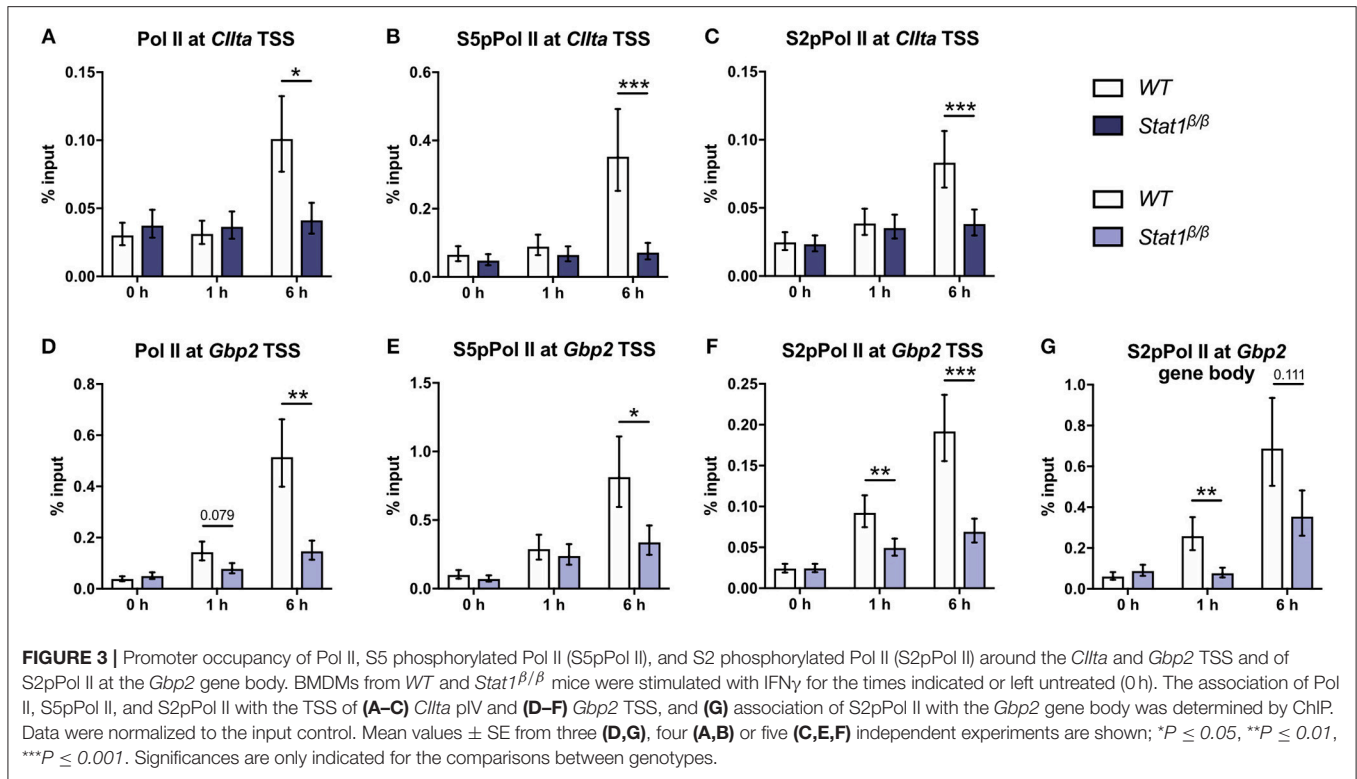 A Pol II at CIIta TSS
% input
0.15
0.10
0.05
0.00
*
0 h 1 h 6 h
B S5pPol II at CIIta TSS
% input
0.6
0.4
0.2
0.0
***
0 h 1 h 6 h
C S2pPol II at CIIta TSS
% input
0.15
0.10
0.05
0.00
***
0 h 1 h 6 h
WT
Stat1β/β
WT
Stat1β/β
D Pol II at Gbp2 TSS
% input
0.8
0.6
0.4
0.2
0.0
0.079
**
0 h 1 h 6 h
E S5pPol II at Gbp2 TSS
% input
1.5
1.0
0.5
0.0
*
0 h 1 h 6 h
F S2pPol II at Gbp2 TSS
% input
0.25
0.20
0.15
0.10
0.05
0.00
**
***
0 h 1 h 6 h
G S2pPol II at Gbp2
gene body
% input
1.0
0.8
0.6
0.4
0.2
0.0
**
0.111
0 h 1 h 6 h
FIGURE 3 | Promoter occupancy of Pol II, S5 phosphorylated Pol II (S5pPol II), and S2 phosphorylated Pol II (S2pPol II) around the CIIta and Gbp2 TSS and of
S2pPol II at the Gbp2 gene body. BMDMs from WT and Stat1β/β mice were stimulated with IFNγ for the times indicated or left untreated (0 h). The association of Pol
II, S5pPol II, and S2pPol II with the TSS of (A–C) CIIta pIV and (D–F) Gbp2 TSS, and (G) association of S2pPol II with the Gbp2 gene body was determined by ChIP.
Data were normalized to the input control. Mean values ± SE from three (D,G), four (A,B) or five (C,E,F) independent experiments are shown; *P ≤ 0.05, **P ≤ 0.01,
***P ≤ 0.001. Significances are only indicated for the comparisons between genotypes.